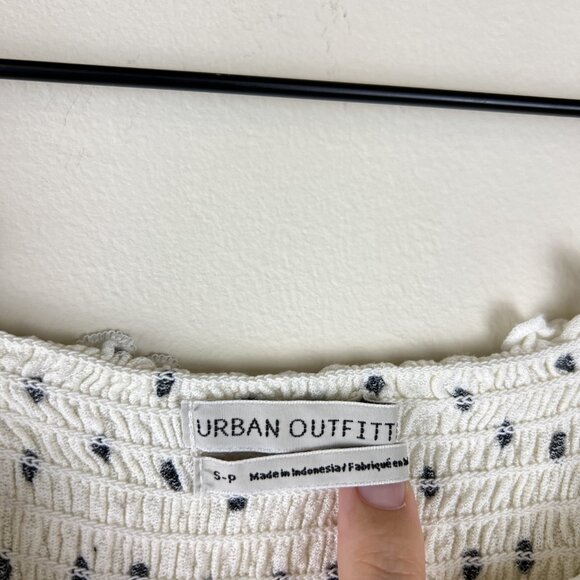 URBAN OUTFITT
S-P Made in Indonesia/Fabriqué en